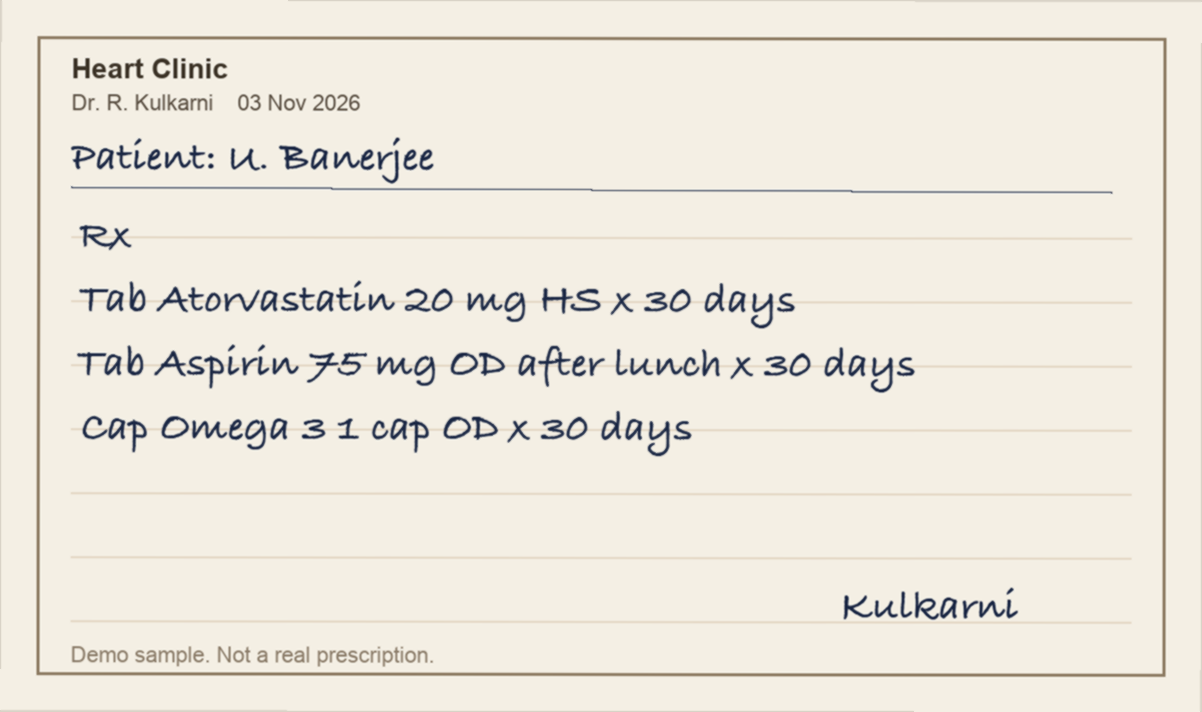 Heart Clinic
Dr. R. Kulkarni 03 Nov 2026
Patient: U. Banerjee
Rx
Tab Atorvastatin 20 mg HS x 30 days
Tab Aspirin 75 mg OD after lunch x 30 days
Cap Omega 3 1 cap OD x 30 days
Kulkarni
Demo sample. Not a real prescription.